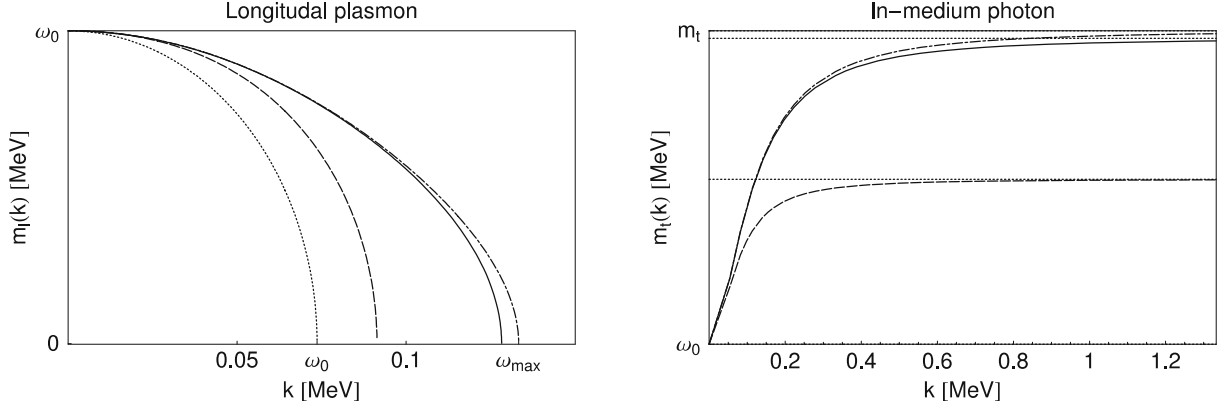 Longitudal plasmon
ω0
0
ml(k) [MeV]
0.05
ω0
0.1
ωmax
k [MeV]
In-medium photon
mt
ω0
mt(k) [MeV]
0.2
0.4
0.6
0.8
1
1.2
k [MeV]